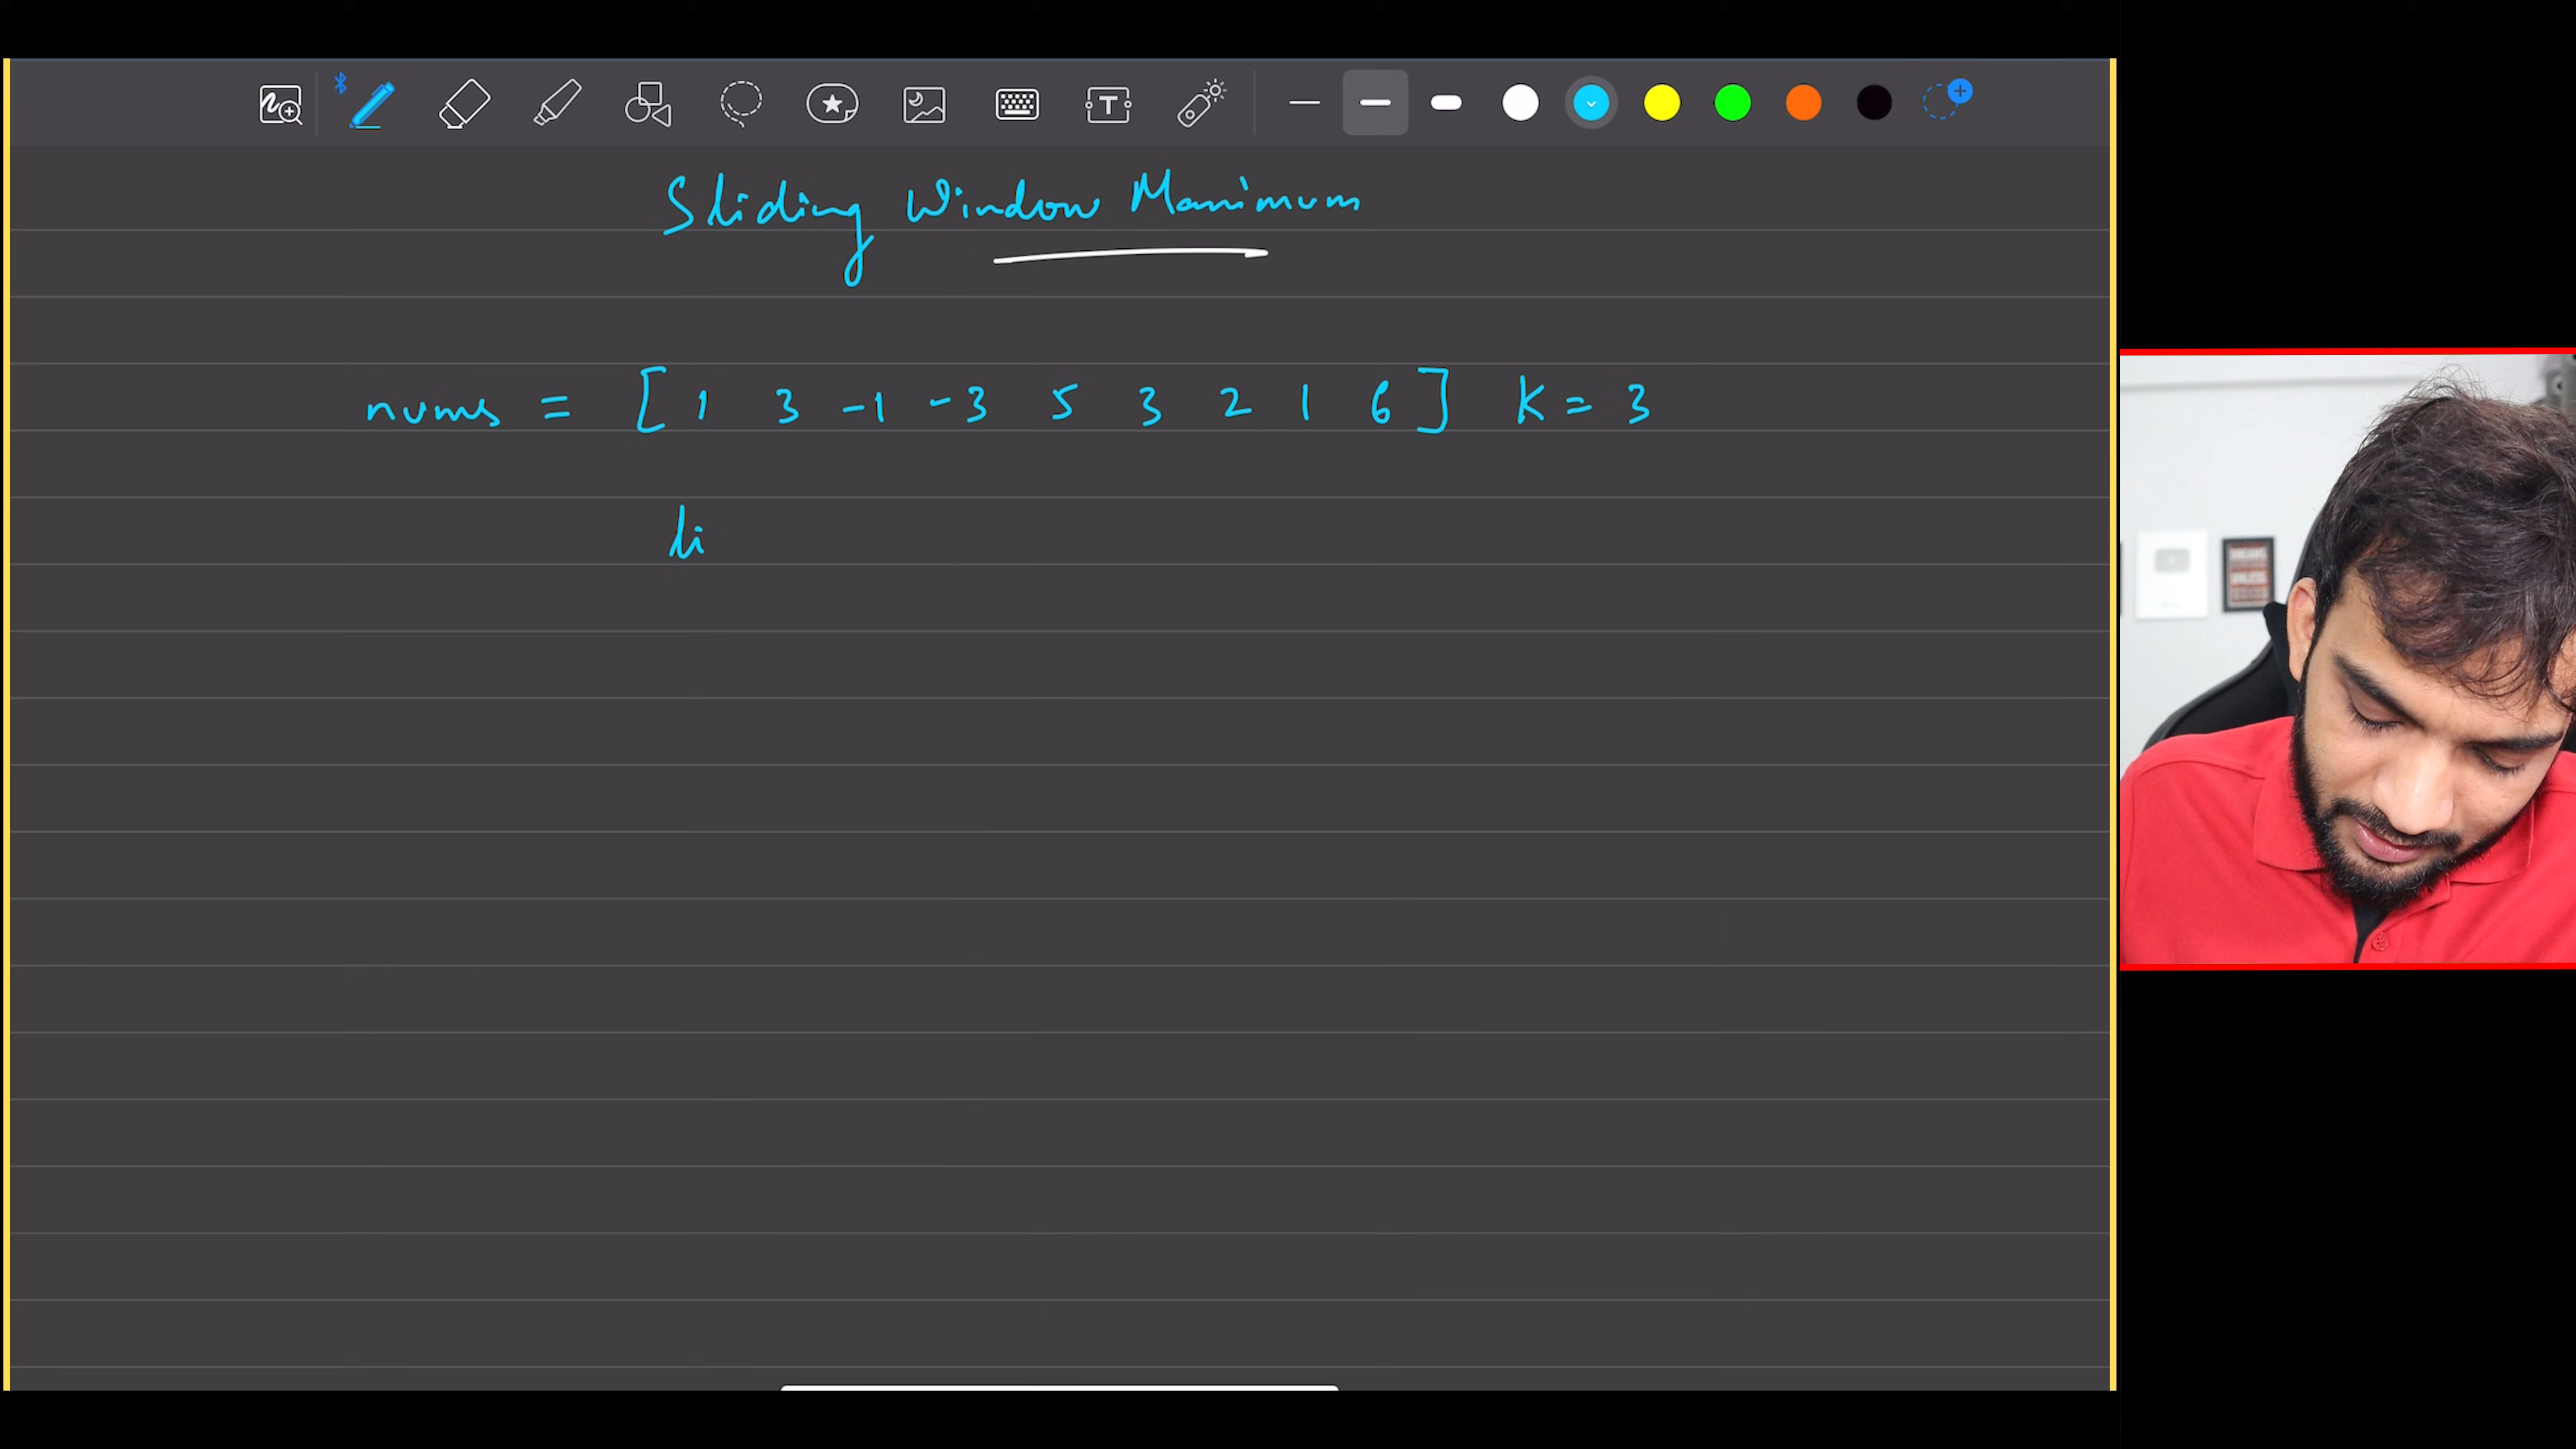 Sliding Window Maximum
nums = [ 1 3 -1 -3 5 3 2 1 6 ] K = 3
li